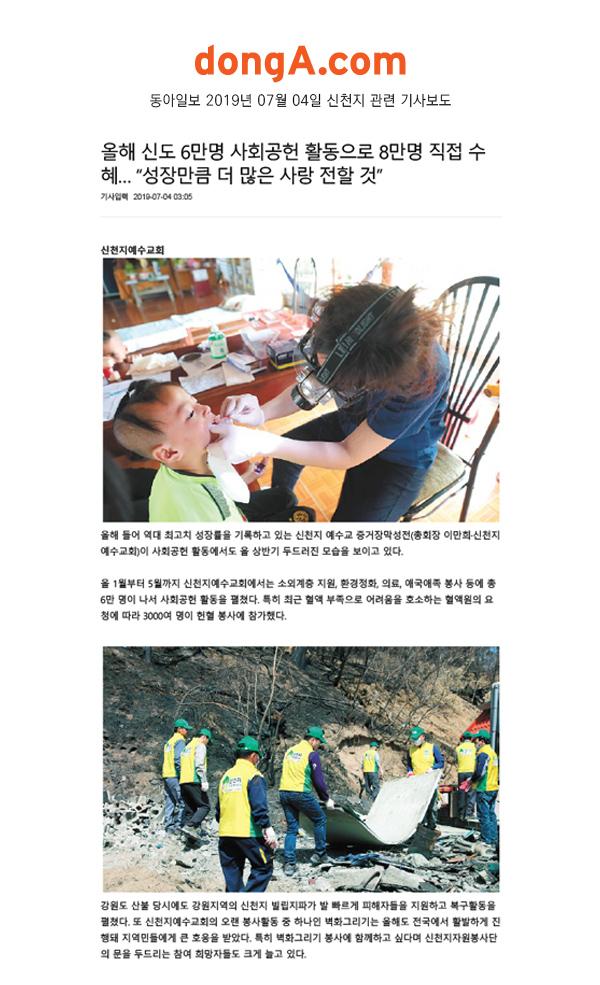 dongA.com
동아일보 2019년 07월 04일 신천지 관련 기사보도
올해 신도 6만명 사회공헌 활동으로 8만명 직접 수
혜... “성장만큼 더 많은 사랑 전할 것”
기사입력 2019-07-04 03:05
신천지예수교회
올해 들어 역대 최고치 성장률을 기록하고 있는 신천지 예수교 증거장막성전(총회장 이만희·신천지
예수교회)이 사회공헌 활동에서도 올 상반기 두드러진 모습을 보이고 있다.
올 1월부터 5월까지 신천지예수교회에서는 소외계층 지원, 환경정화, 의료, 애국애족 봉사 등에 총
6만 명이 나서 사회공헌 활동을 펼쳤다. 특히 최근 혈액 부족으로 어려움을 호소하는 혈액원의 요
청에 따라 3000여 명이 헌혈 봉사에 참가했다.
강원도 산불 당시에도 강원지역의 신천지 빌립지파가 발 빠르게 피해자들을 지원하고 복구활동을
펼쳤다. 또 신천지예수교회의 오랜 봉사활동 중 하나인 벽화그리기는 올해도 전국에서 활발하게 진
행돼 지역민들에게 큰 호응을 받았다. 특히 벽화그리기 봉사에 함께하고 싶다며 신천지자원봉사단
의 문을 두드리는 참여 희망자들도 크게 늘고 있다.